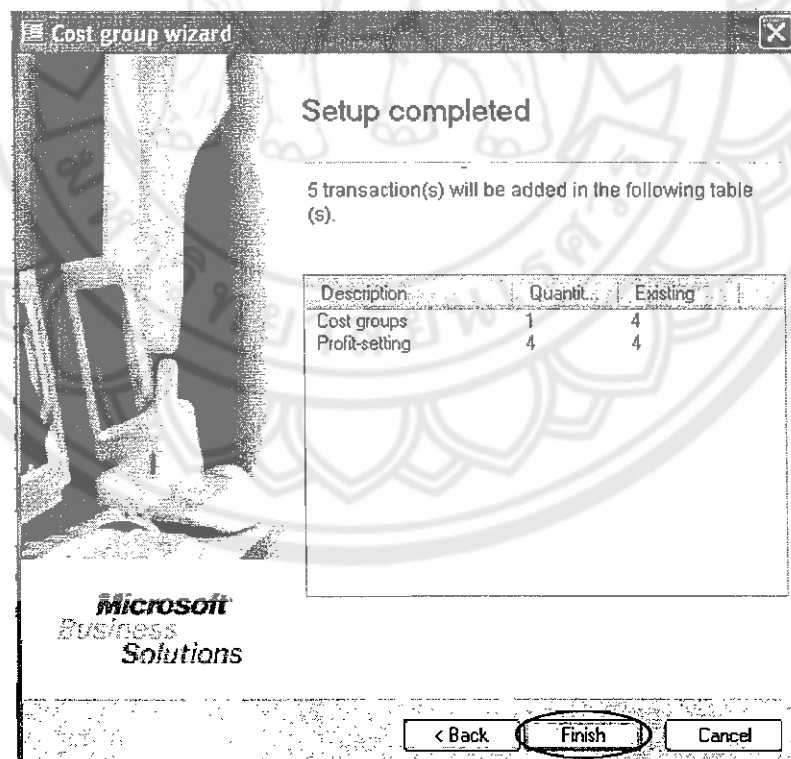 Cost group wizard
Setup completed
5 transaction(s) will be added in the following table
(s).
Description Quantit... Existing
Cost groups 1 4
Profit-setting 4 4
Microsoft
Business
Solutions
< Back Finish Cancel